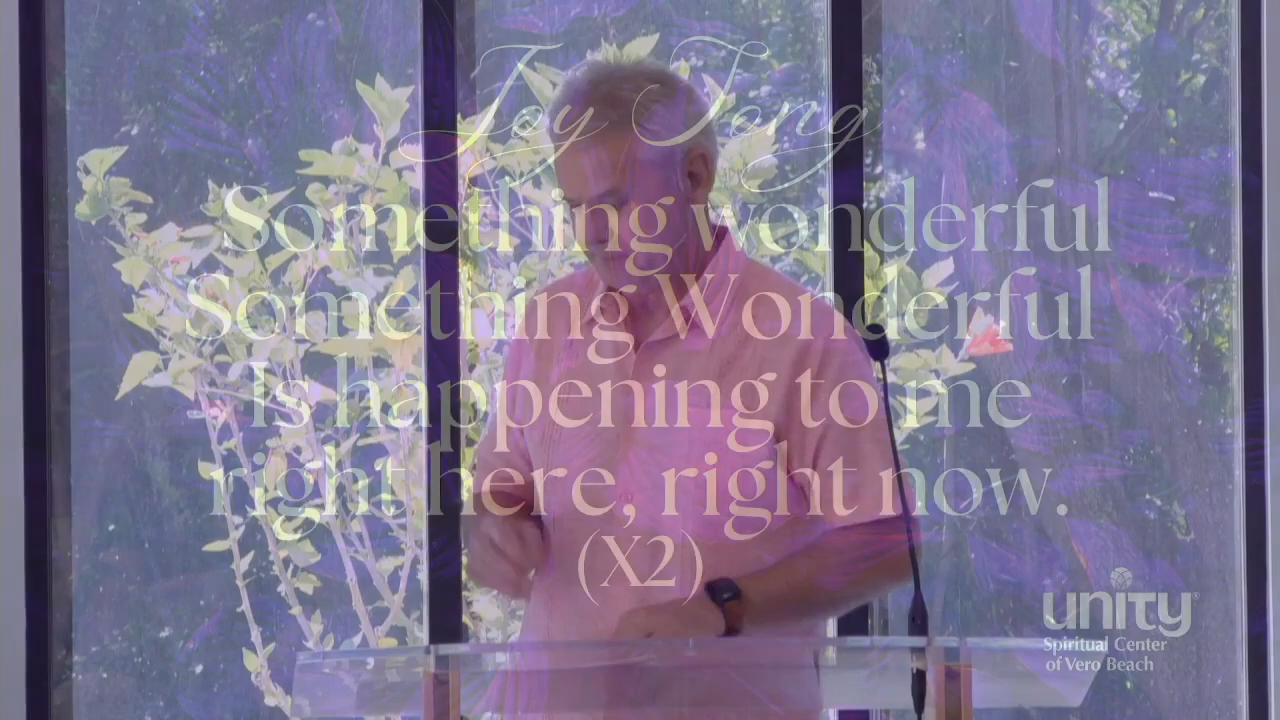 Joy Song
Something wonderful
Something Wonderful
Is happening to me
right here, right now.
(X2)
unity®
Spiritual Center
of Vero Beach